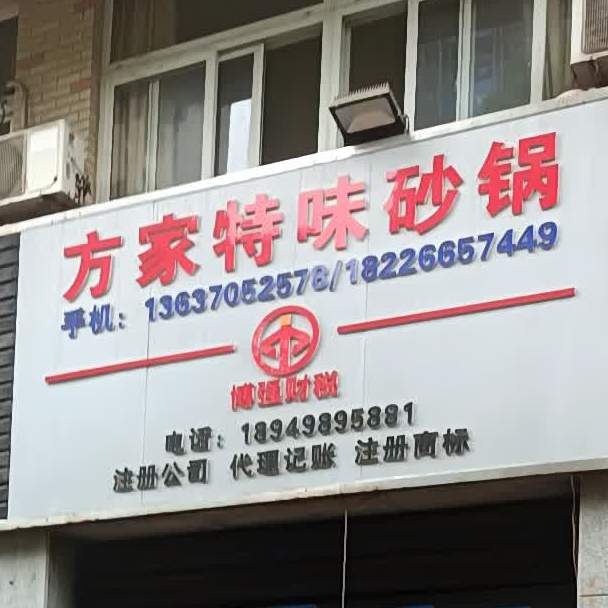 方家特味砂锅
手机：13637052578/18226657449
博强财税
电话：18949895881
注册公司 代理记账 注册商标